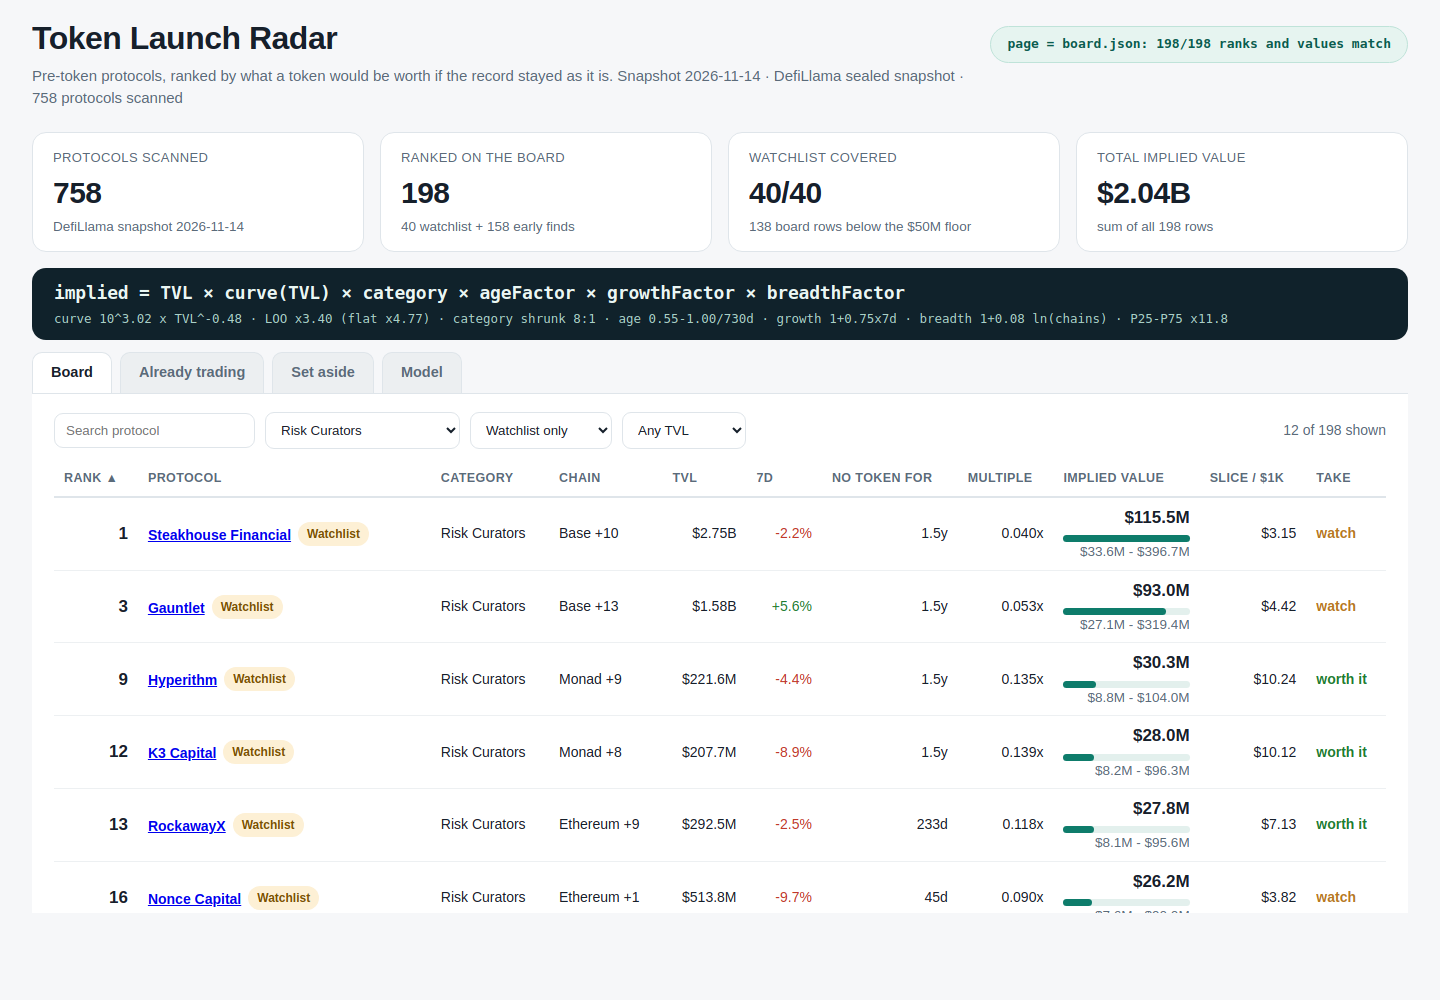 Token Launch Radar
page = board.json: 198/198 ranks and values match
Pre-token protocols, ranked by what a token would be worth if the record stayed as it is. Snapshot 2026-11-14 · DefiLlama sealed snapshot ·
758 protocols scanned
PROTOCOLS SCANNED
758
DefiLlama snapshot 2026-11-14
RANKED ON THE BOARD
198
40 watchlist + 158 early finds
WATCHLIST COVERED
40/40
138 board rows below the $50M floor
TOTAL IMPLIED VALUE
$2.04B
sum of all 198 rows
implied = TVL × curve(TVL) × category × ageFactor × growthFactor × breadthFactor
curve 10^3.02 x TVL^-0.48 · LOO x3.40 (flat x4.77) · category shrunk 8:1 · age 0.55-1.00/730d · growth 1+0.75x7d · breadth 1+0.08 ln(chains) · P25-P75 x11.8
Board Already trading Set aside Model
Search protocol Risk Curators Watchlist only Any TVL 12 of 198 shown
RANK ▲ PROTOCOL CATEGORY CHAIN TVL 7D NO TOKEN FOR MULTIPLE IMPLIED VALUE SLICE / $1K TAKE
1 Steakhouse Financial Watchlist Risk Curators Base +10 $2.75B -2.2% 1.5y 0.040x $115.5M $3.15 watch
$33.6M - $396.7M
3 Gauntlet Watchlist Risk Curators Base +13 $1.58B +5.6% 1.5y 0.053x $93.0M $4.42 watch
$27.1M - $319.4M
9 Hyperithm Watchlist Risk Curators Monad +9 $221.6M -4.4% 1.5y 0.135x $30.3M $10.24 worth it
$8.8M - $104.0M
12 K3 Capital Watchlist Risk Curators Monad +8 $207.7M -8.9% 1.5y 0.139x $28.0M $10.12 worth it
$8.2M - $96.3M
13 RockawayX Watchlist Risk Curators Ethereum +9 $292.5M -2.5% 233d 0.118x $27.8M $7.13 worth it
$8.1M - $95.6M
16 Nonce Capital Watchlist Risk Curators Ethereum +1 $513.8M -9.7% 45d 0.090x $26.2M $3.82 watch